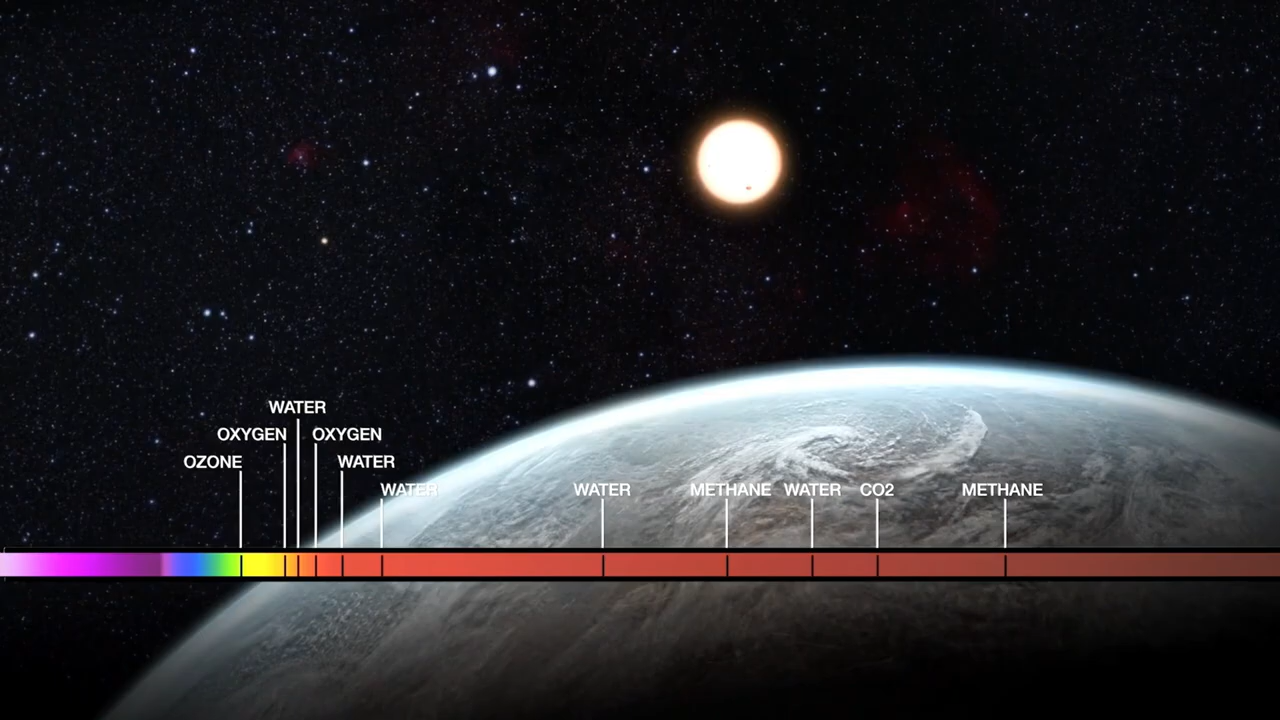 WATER
OXYGEN OXYGEN
OZONE WATER
WATER WATER METHANE WATER CO2 METHANE